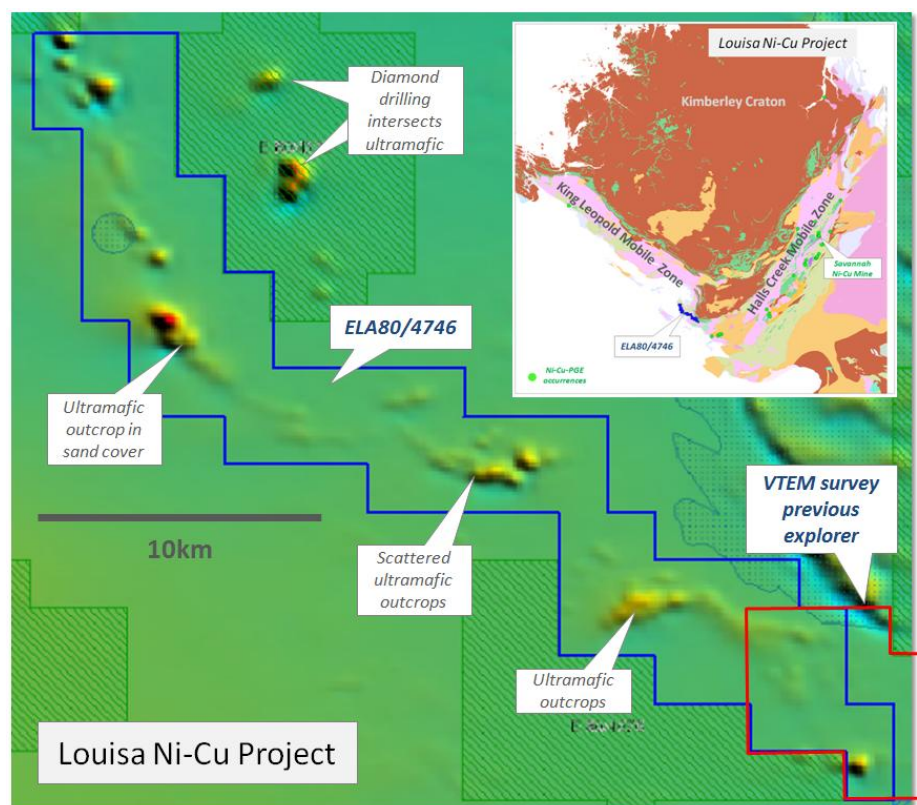 Louisa Ni-Cu Project
Kimberley Craton
King Leopold Mobile Zone
Halls Creek Mobile Zone
Savannah
Ni-Cu Mine
ELA80/4746
Ni-Cu-PGE
occurrences
Diamond
drilling
intersects
ultramafic
ELA80/4746
Ultramafic
outcrop in
sand cover
10km
Scattered
ultramafic
outcrops
VTEM survey
previous
explorer
Ultramafic
outcrops
Louisa Ni-Cu Project